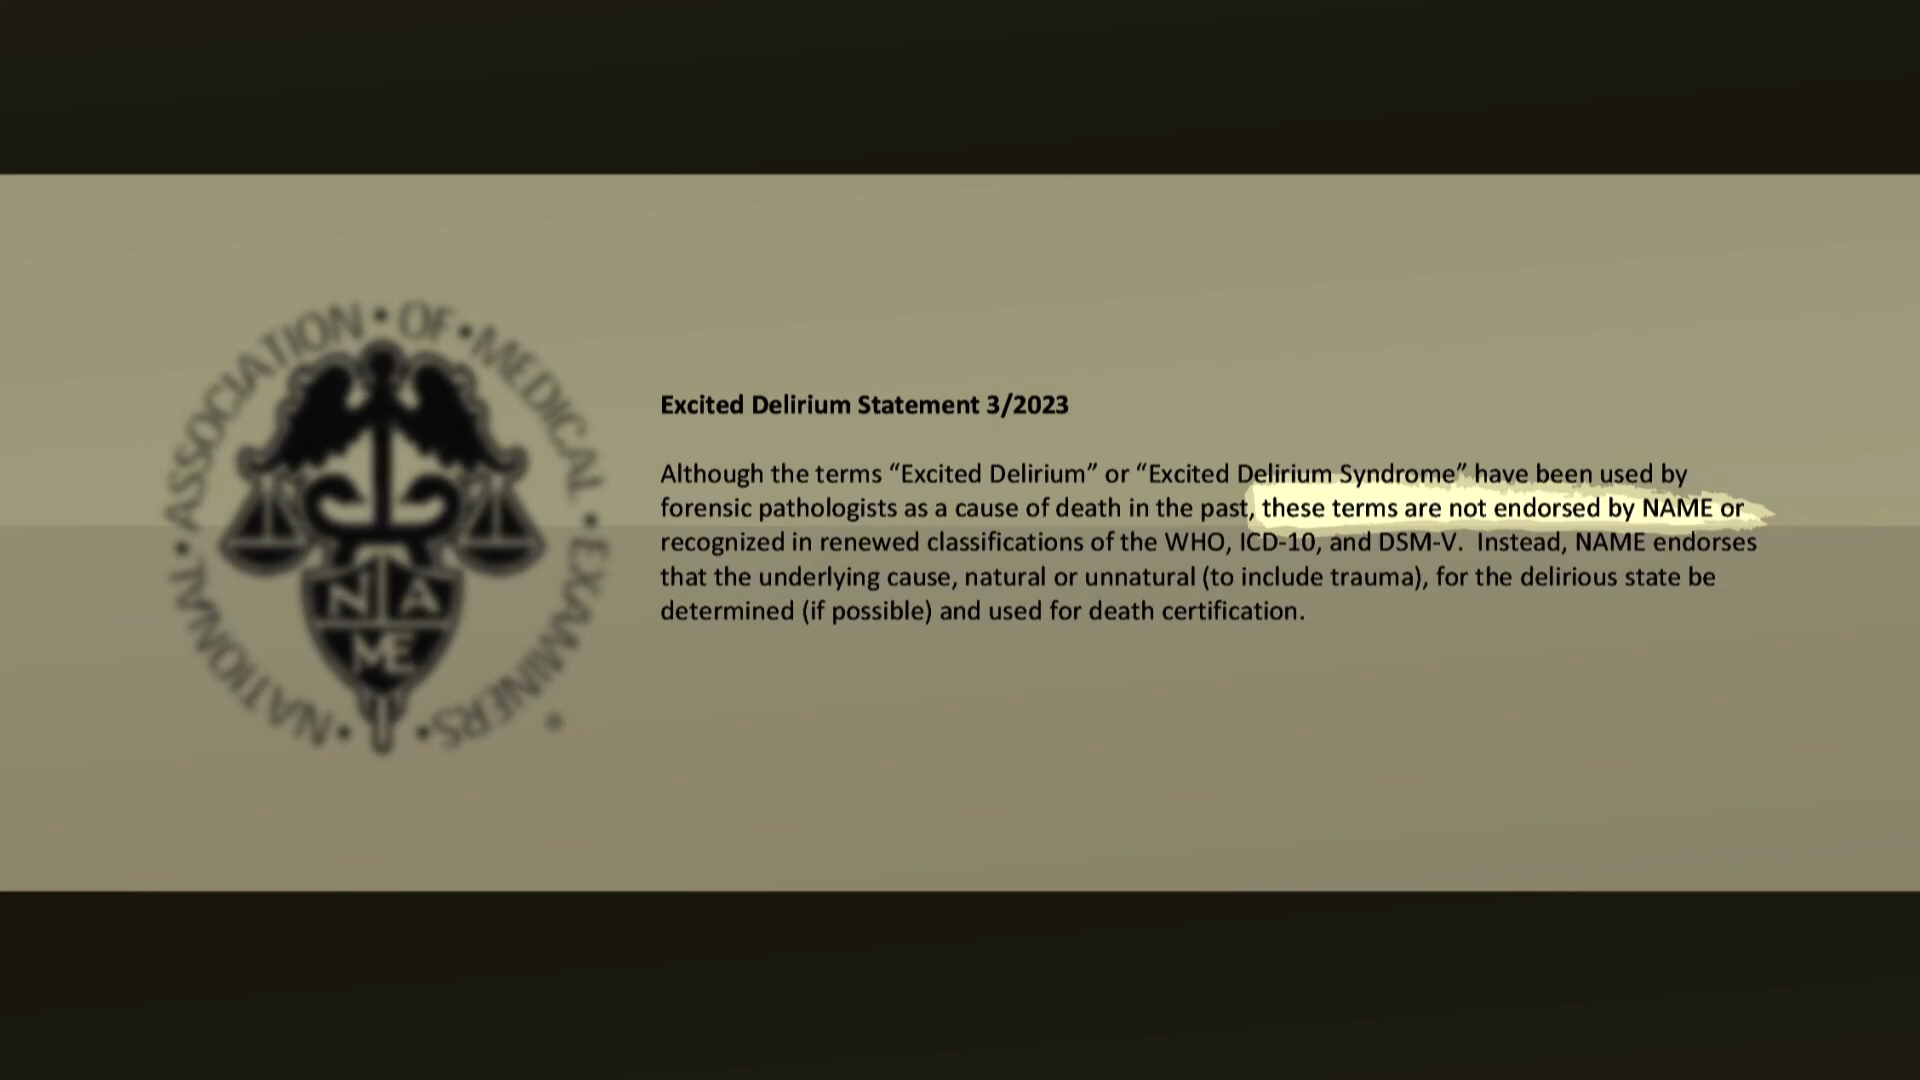 NATIONAL • ASSOCIATION • OF • MEDICAL • EXAMINERS •
N A
ME
Excited Delirium Statement 3/2023
Although the terms “Excited Delirium” or “Excited Delirium Syndrome” have been used by
forensic pathologists as a cause of death in the past, these terms are not endorsed by NAME or
recognized in renewed classifications of the WHO, ICD-10, and DSM-V.  Instead, NAME endorses
that the underlying cause, natural or unnatural (to include trauma), for the delirious state be
determined (if possible) and used for death certification.